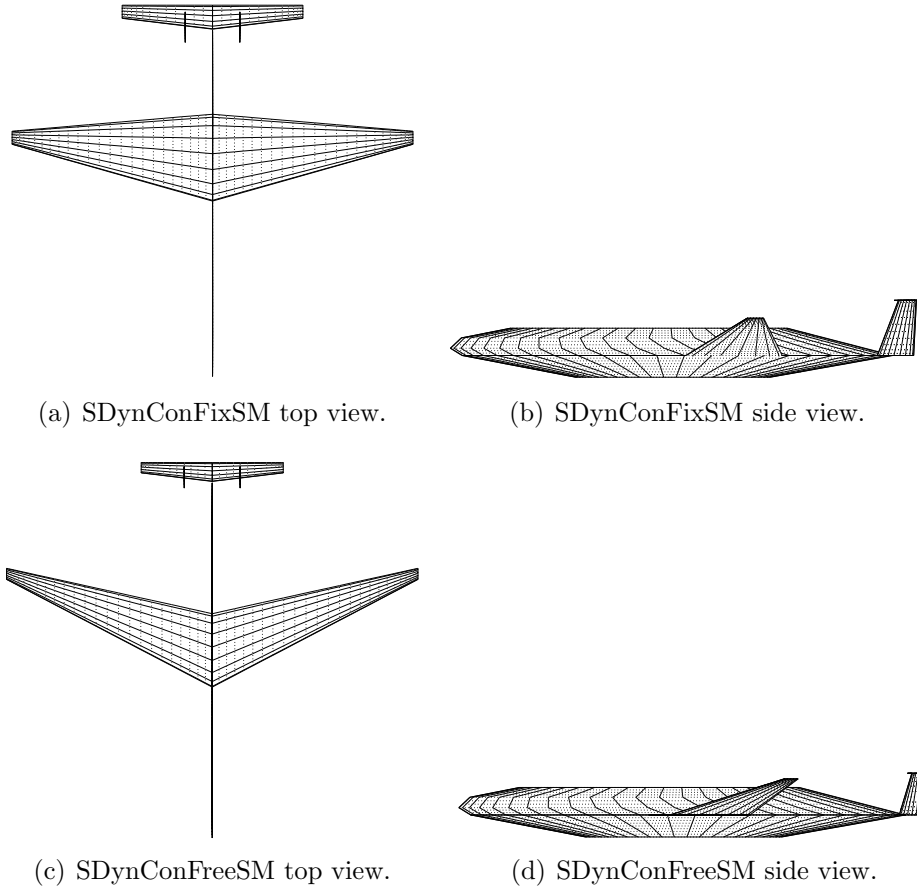 (a) SDynConFixSM top view.
(b) SDynConFixSM side view.
(c) SDynConFreeSM top view.
(d) SDynConFreeSM side view.